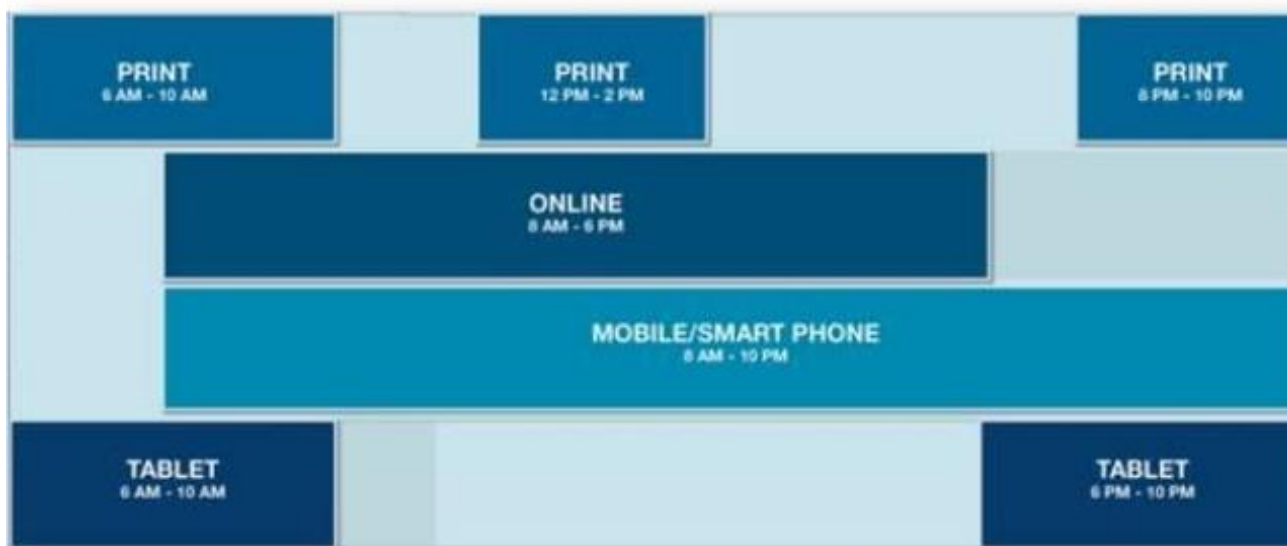 PRINT
6 AM - 10 AM
PRINT
12 PM - 2 PM
PRINT
8 PM - 10 PM
ONLINE
8 AM - 6 PM
MOBILE/SMART PHONE
8 AM - 10 PM
TABLET
6 AM - 10 AM
TABLET
6 PM - 10 PM